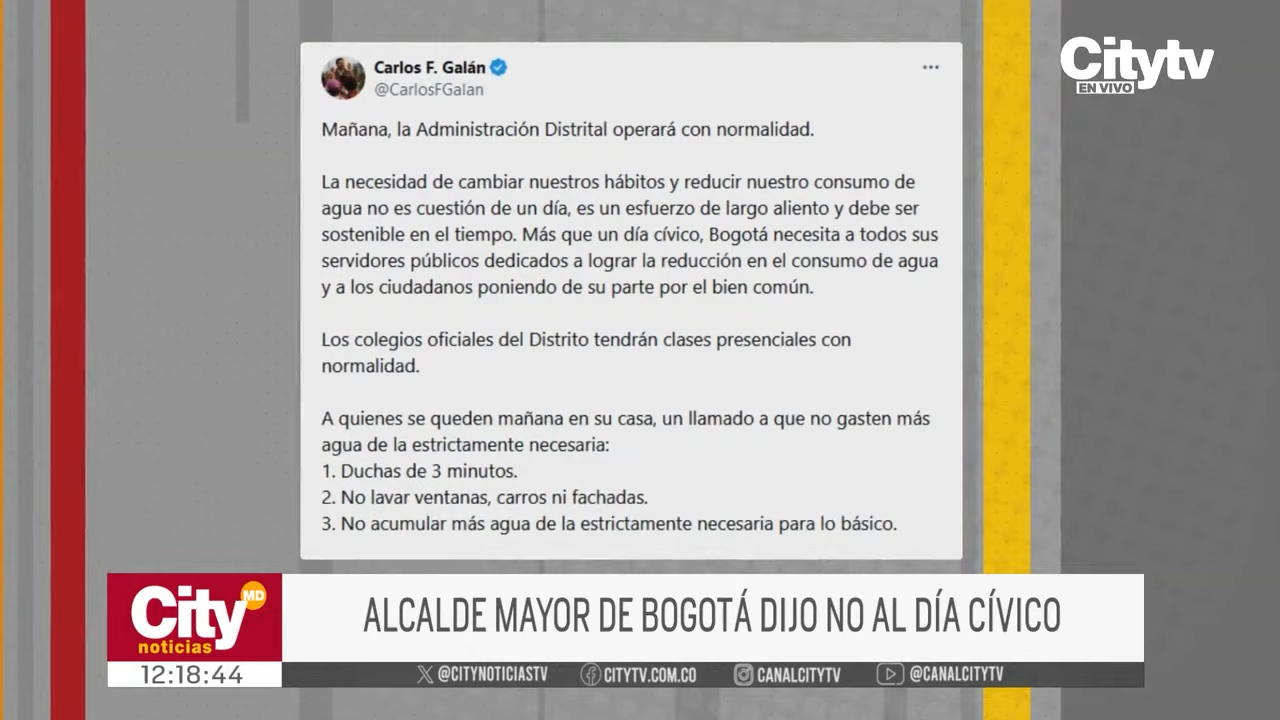 Carlos F. Galán
@CarlosFGalan
Mañana, la Administración Distrital operará con normalidad.
La necesidad de cambiar nuestros hábitos y reducir nuestro consumo de
agua no es cuestión de un día, es un esfuerzo de largo aliento y debe ser
sostenible en el tiempo. Más que un día cívico, Bogotá necesita a todos sus
servidores públicos dedicados a lograr la reducción en el consumo de agua
y a los ciudadanos poniendo de su parte por el bien común.
Los colegios oficiales del Distrito tendrán clases presenciales con
normalidad.
A quienes se queden mañana en su casa, un llamado a que no gasten más
agua de la estrictamente necesaria:
1. Duchas de 3 minutos.
2. No lavar ventanas, carros ni fachadas.
3. No acumular más agua de la estrictamente necesaria para lo básico.
Citytv
EN VIVO
City MD
noticias
12:18:44
ALCALDE MAYOR DE BOGOTÁ DIJO NO AL DÍA CÍVICO
@CITYNOTICIASTV CITYTV.COM.CO CANALCITYTV @CANALCITYTV